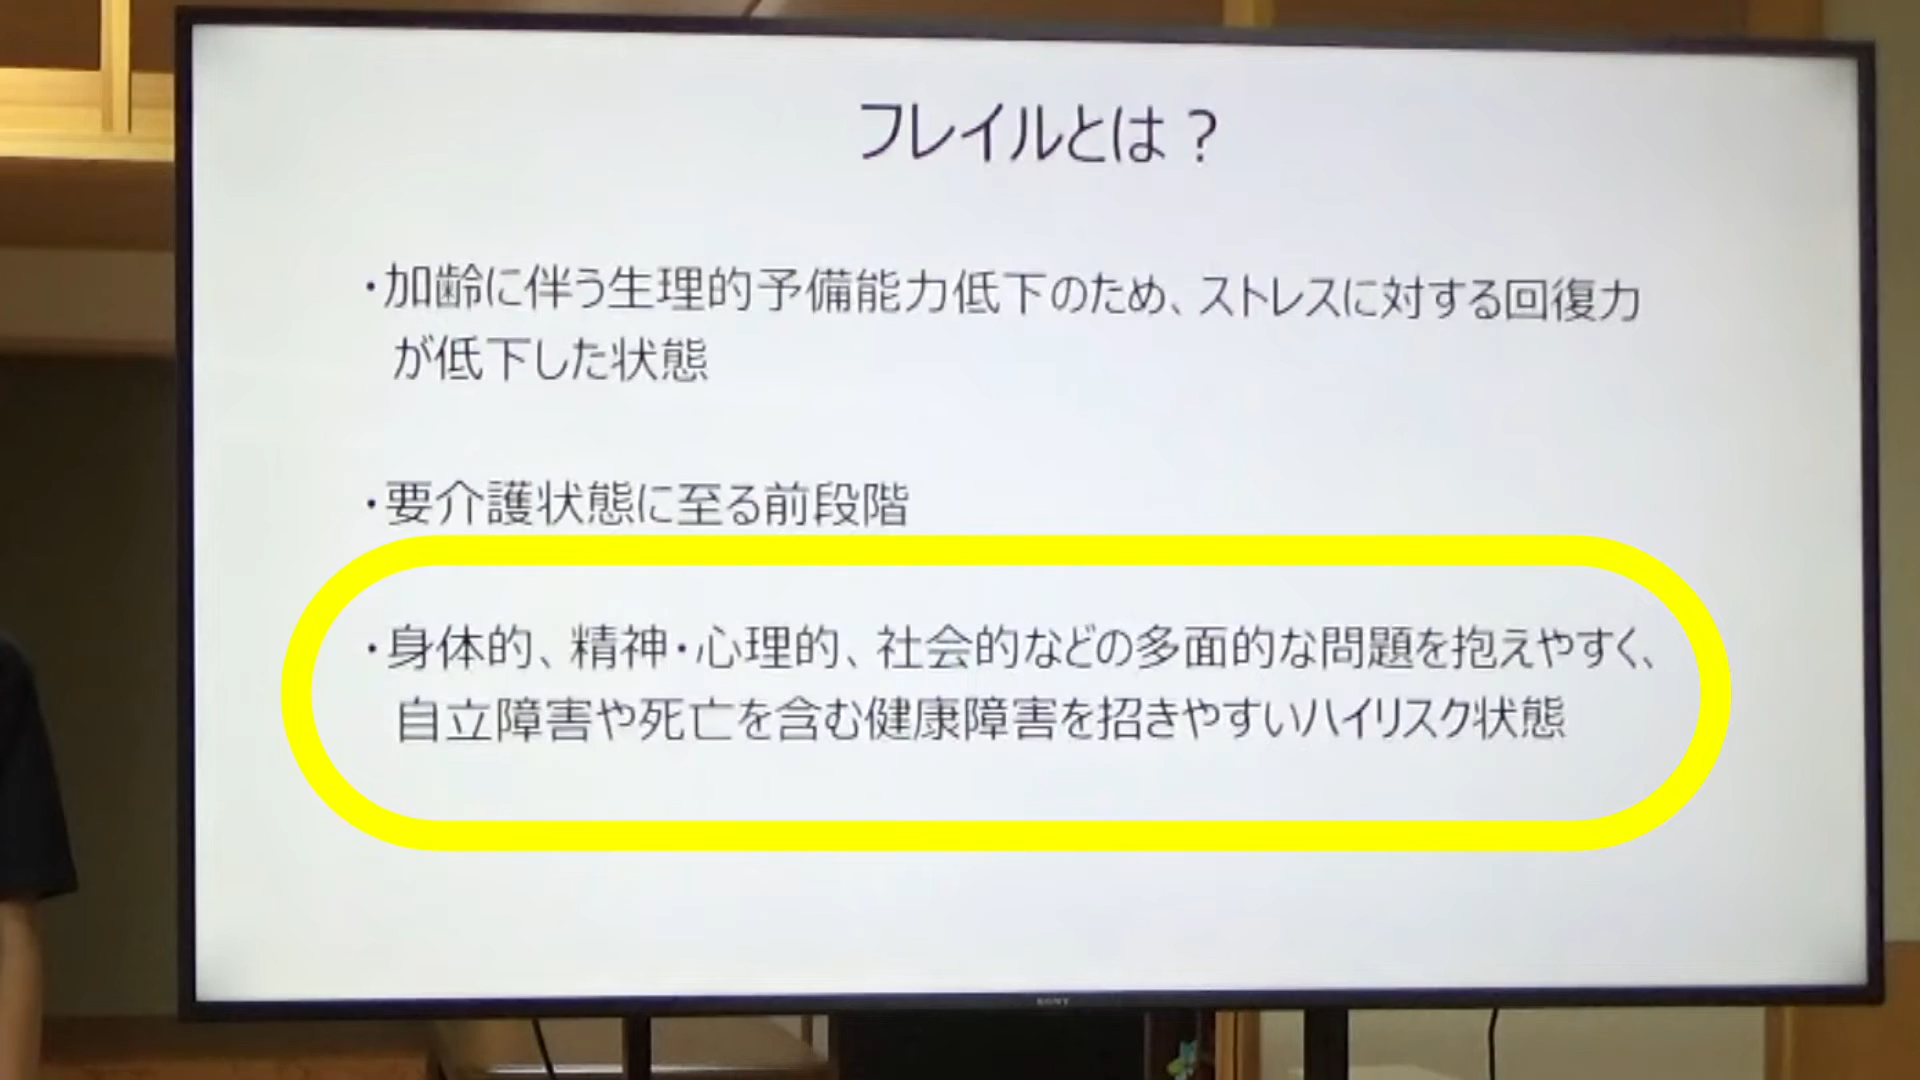 フレイルとは？
・加齢に伴う生理的予備能力低下のため、ストレスに対する回復力
が低下した状態
・要介護状態に至る前段階
・身体的、精神・心理的、社会的などの多面的な問題を抱えやすく、
自立障害や死亡を含む健康障害を招きやすいハイリスク状態
SONY